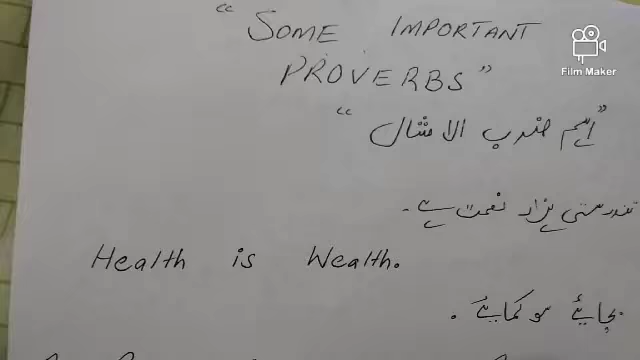 "SOME IMPORTANT
PROVERBS"
"اہم ضرب الامثال"
تندرستی ہزار نعمت ہے۔
Health is Wealth.
بچائیے سو کمائیے۔
Film Maker